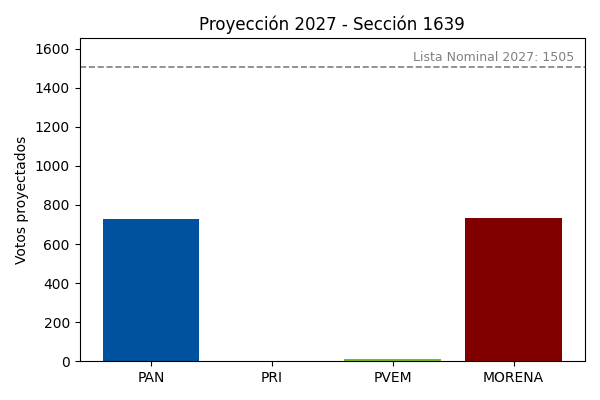 Proyección 2027 - Sección 1639
Votos proyectados
1600
1400
1200
1000
800
600
400
200
0
Lista Nominal 2027: 1505
PAN
PRI
PVEM
MORENA